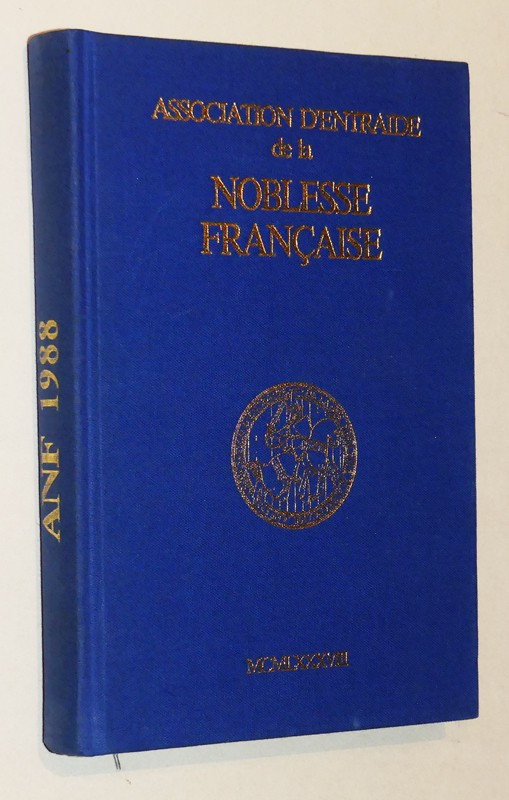 ASSOCIATION D'ENTRAIDE
de la
NOBLESSE
FRANÇAISE
MCMLXXXVIII
ANF 1988